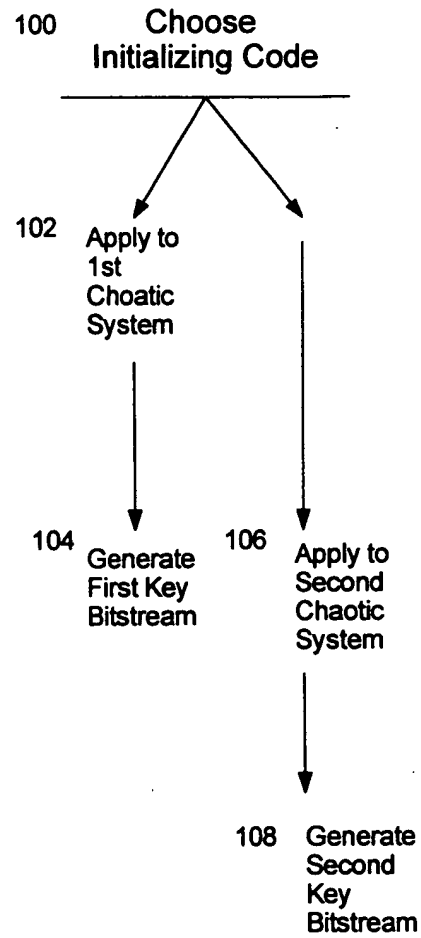 100
Choose
Initializing Code
102
Apply to
1st
Choatic
System
104
Generate
First Key
Bitstream
106
Apply to
Second
Chaotic
System
108
Generate
Second
Key
Bitstream